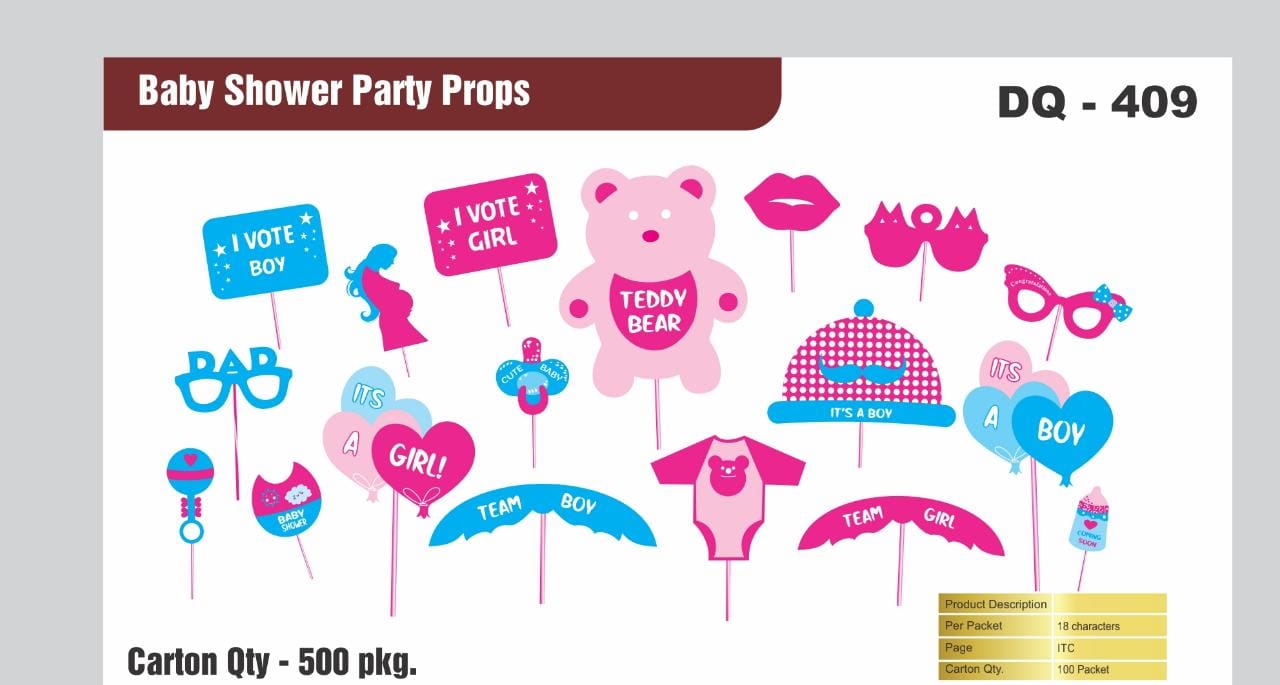 Baby Shower Party Props
DQ - 409
I VOTE
BOY
I VOTE
GIRL
TEDDY
BEAR
MOM
Congratulations
DAD
ITS
A
GIRL!
CUTE BABY
IT'S A BOY
ITS
A
BOY
BABY
SHOWER
TEAM BOY
TEAM GIRL
COMING
SOON
Product Description
Per Packet 18 characters
Page ITC
Carton Qty. 100 Packet
Carton Qty - 500 pkg.